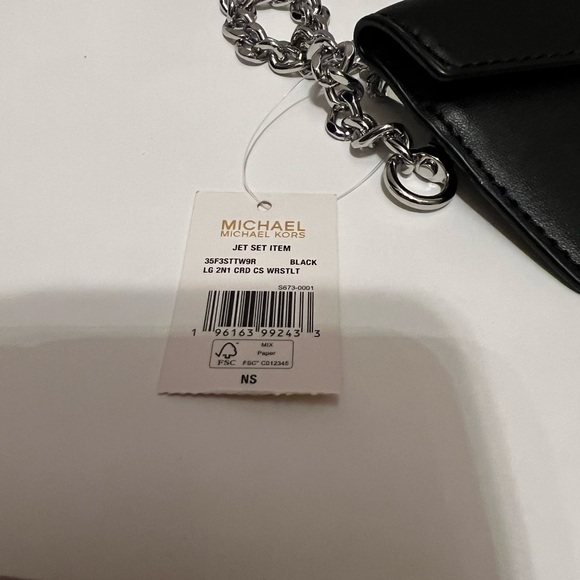 MICHAEL
MICHAEL KORS
JET SET ITEM
35F3STTW9R BLACK
LG 2N1 CRD CS WRSTLT
S673-0001
1 96163 99243 3
FSC
MIX
Paper
FSC® C012345
NS